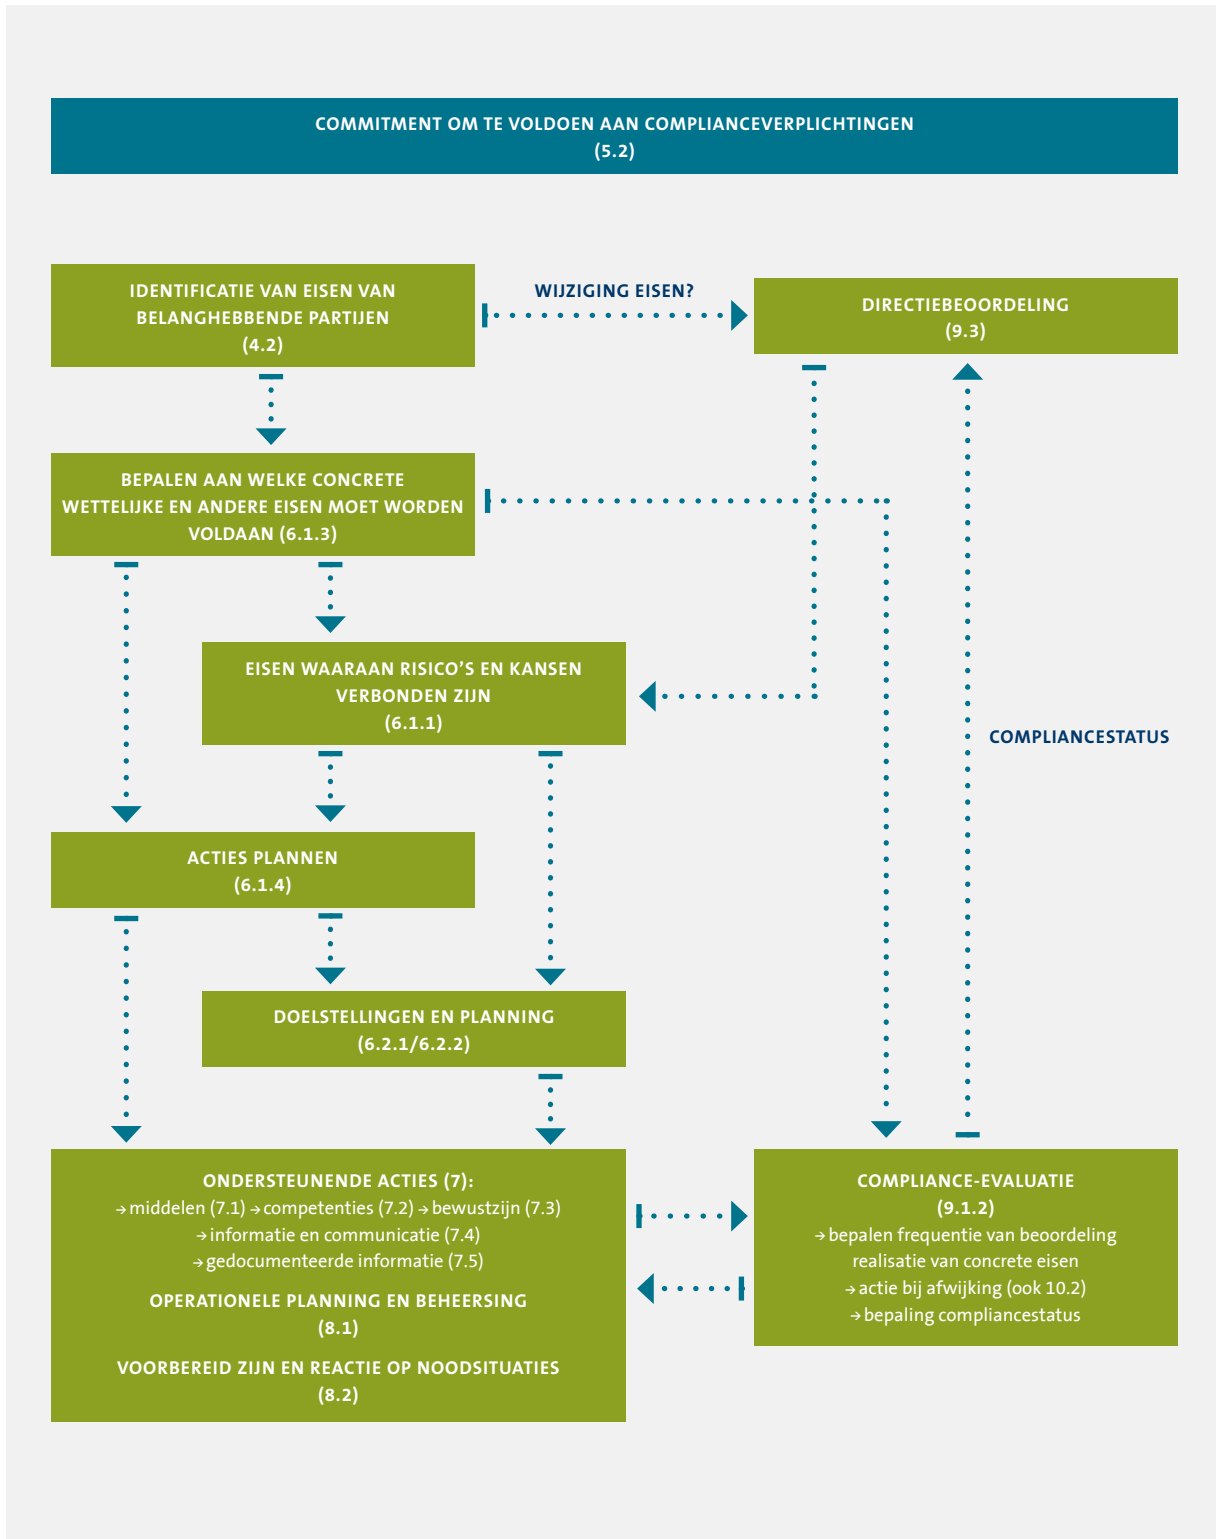 COMMITMENT OM TE VOLDOEN AAN COMPLIANCEVERPLICHTINGEN
(5.2)
IDENTIFICATIE VAN EISEN VAN
BELANGHEBBENDE PARTIJEN
(4.2)
WIJZIGING EISEN?
DIRECTIEBEOORDELING
(9.3)
BEPALEN AAN WELKE CONCRETE
WETTELIJKE EN ANDERE EISEN MOET WORDEN
VOLDAAN (6.1.3)
EISEN WAARAAN RISICO’S EN KANSEN
VERBONDEN ZIJN
(6.1.1)
COMPLIANCESTATUS
ACTIES PLANNEN
(6.1.4)
DOELSTELLINGEN EN PLANNING
(6.2.1/6.2.2)
ONDERSTEUNENDE ACTIES (7):
→ middelen (7.1) → competenties (7.2) → bewustzijn (7.3)
→ informatie en communicatie (7.4)
→ gedocumenteerde informatie (7.5)
OPERATIONELE PLANNING EN BEHEERSING
(8.1)
VOORBEREID ZIJN EN REACTIE OP NOODSITUATIES
(8.2)
COMPLIANCE-EVALUATIE
(9.1.2)
→ bepalen frequentie van beoordeling
realisatie van concrete eisen
→ actie bij afwijking (ook 10.2)
→ bepaling compliancestatus